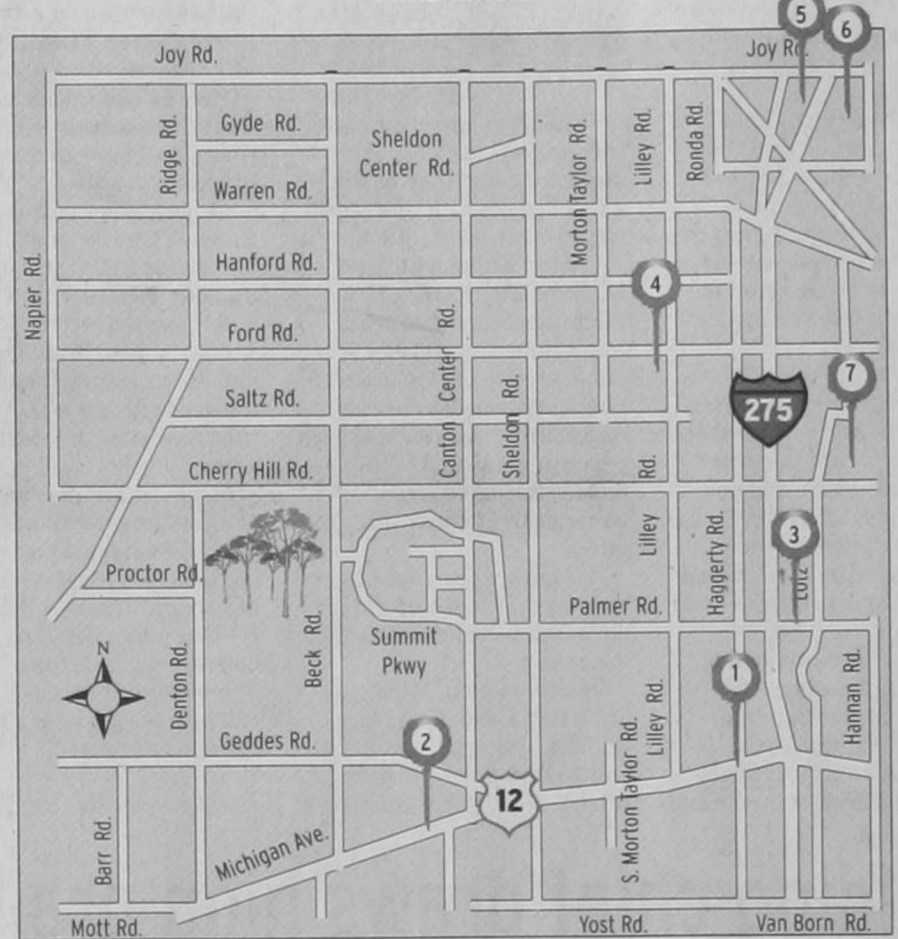 5
6
Joy Rd.
Joy Rd.
Gyde Rd.
Ridge Rd.
Sheldon
Center Rd.
Morton Taylor Rd.
Lilley Rd.
Ronda Rd.
Warren Rd.
Napier Rd.
Hanford Rd.
4
Ford Rd.
Canton Center Rd.
7
Saltz Rd.
Sheldon Rd.
275
Cherry Hill Rd.
Lilley Rd.
Haggerty Rd.
3
Lotz
Proctor Rd.
Palmer Rd.
Beck Rd.
Summit
Pkwy
N
Denton Rd.
1
Hannan Rd.
Lilley Rd.
Geddes Rd.
2
S. Morton Taylor Rd.
12
Barr Rd.
Michigan Ave.
Mott Rd.
Yost Rd.
Van Born Rd.